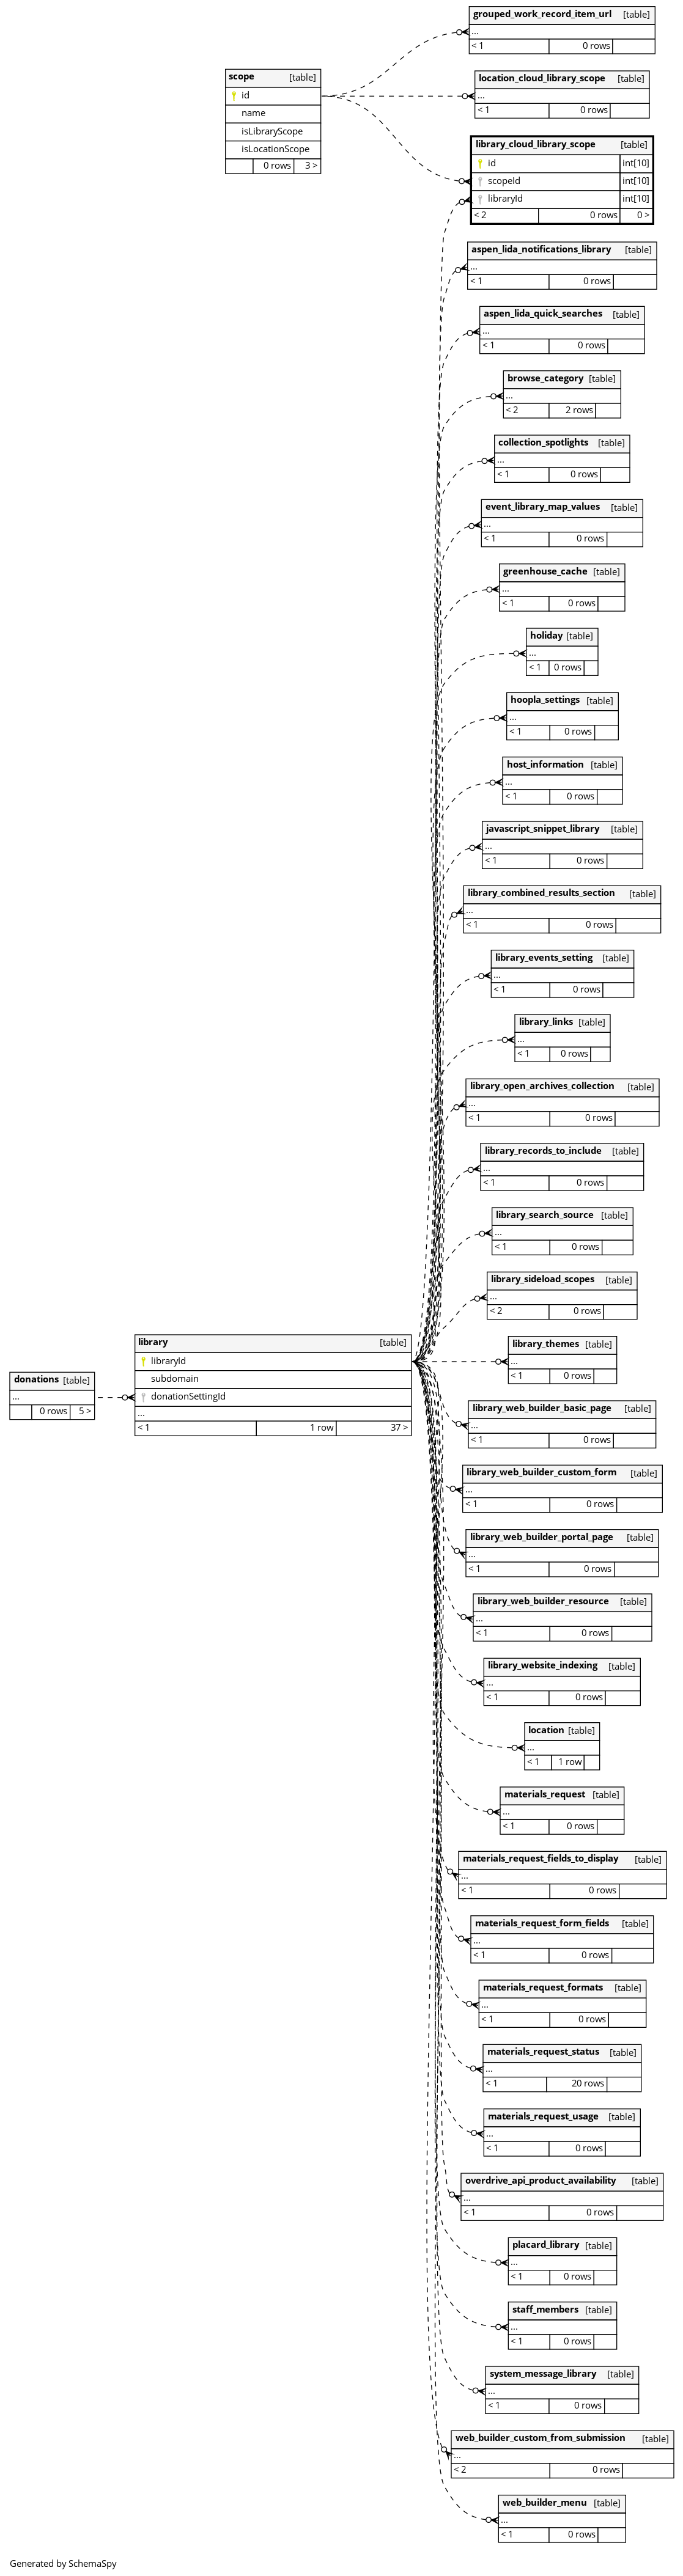 grouped_work_record_item_url [table]
...
< 1 0 rows
scope [table]
id
name
isLibraryScope
isLocationScope
0 rows 3 >
location_cloud_library_scope [table]
...
< 1 0 rows
library_cloud_library_scope [table]
id int[10]
scopeId int[10]
libraryId int[10]
< 2 0 rows 0 >
aspen_lida_notifications_library [table]
...
< 1 0 rows
aspen_lida_quick_searches [table]
...
< 1 0 rows
browse_category [table]
...
< 2 2 rows
collection_spotlights [table]
...
< 1 0 rows
event_library_map_values [table]
...
< 1 0 rows
greenhouse_cache [table]
...
< 1 0 rows
holiday [table]
...
< 1 0 rows
hoopla_settings [table]
...
< 1 0 rows
host_information [table]
...
< 1 0 rows
javascript_snippet_library [table]
...
< 1 0 rows
library_combined_results_section [table]
...
< 1 0 rows
library_events_setting [table]
...
< 1 0 rows
library_links [table]
...
< 1 0 rows
library_open_archives_collection [table]
...
< 1 0 rows
library_records_to_include [table]
...
< 1 0 rows
library_search_source [table]
...
< 1 0 rows
library_sideload_scopes [table]
...
< 2 0 rows
library [table]
libraryId
subdomain
donationSettingId
...
< 1 1 row 37 >
donations [table]
...
0 rows 5 >
library_themes [table]
...
< 1 0 rows
library_web_builder_basic_page [table]
...
< 1 0 rows
library_web_builder_custom_form [table]
...
< 1 0 rows
library_web_builder_portal_page [table]
...
< 1 0 rows
library_web_builder_resource [table]
...
< 1 0 rows
library_website_indexing [table]
...
< 1 0 rows
location [table]
...
< 1 1 row
materials_request [table]
...
< 1 0 rows
materials_request_fields_to_display [table]
...
< 1 0 rows
materials_request_form_fields [table]
...
< 1 0 rows
materials_request_formats [table]
...
< 1 0 rows
materials_request_status [table]
...
< 1 20 rows
materials_request_usage [table]
...
< 1 0 rows
overdrive_api_product_availability [table]
...
< 1 0 rows
placard_library [table]
...
< 1 0 rows
staff_members [table]
...
< 1 0 rows
system_message_library [table]
...
< 1 0 rows
web_builder_custom_from_submission [table]
...
< 2 0 rows
web_builder_menu [table]
...
< 1 0 rows
Generated by SchemaSpy